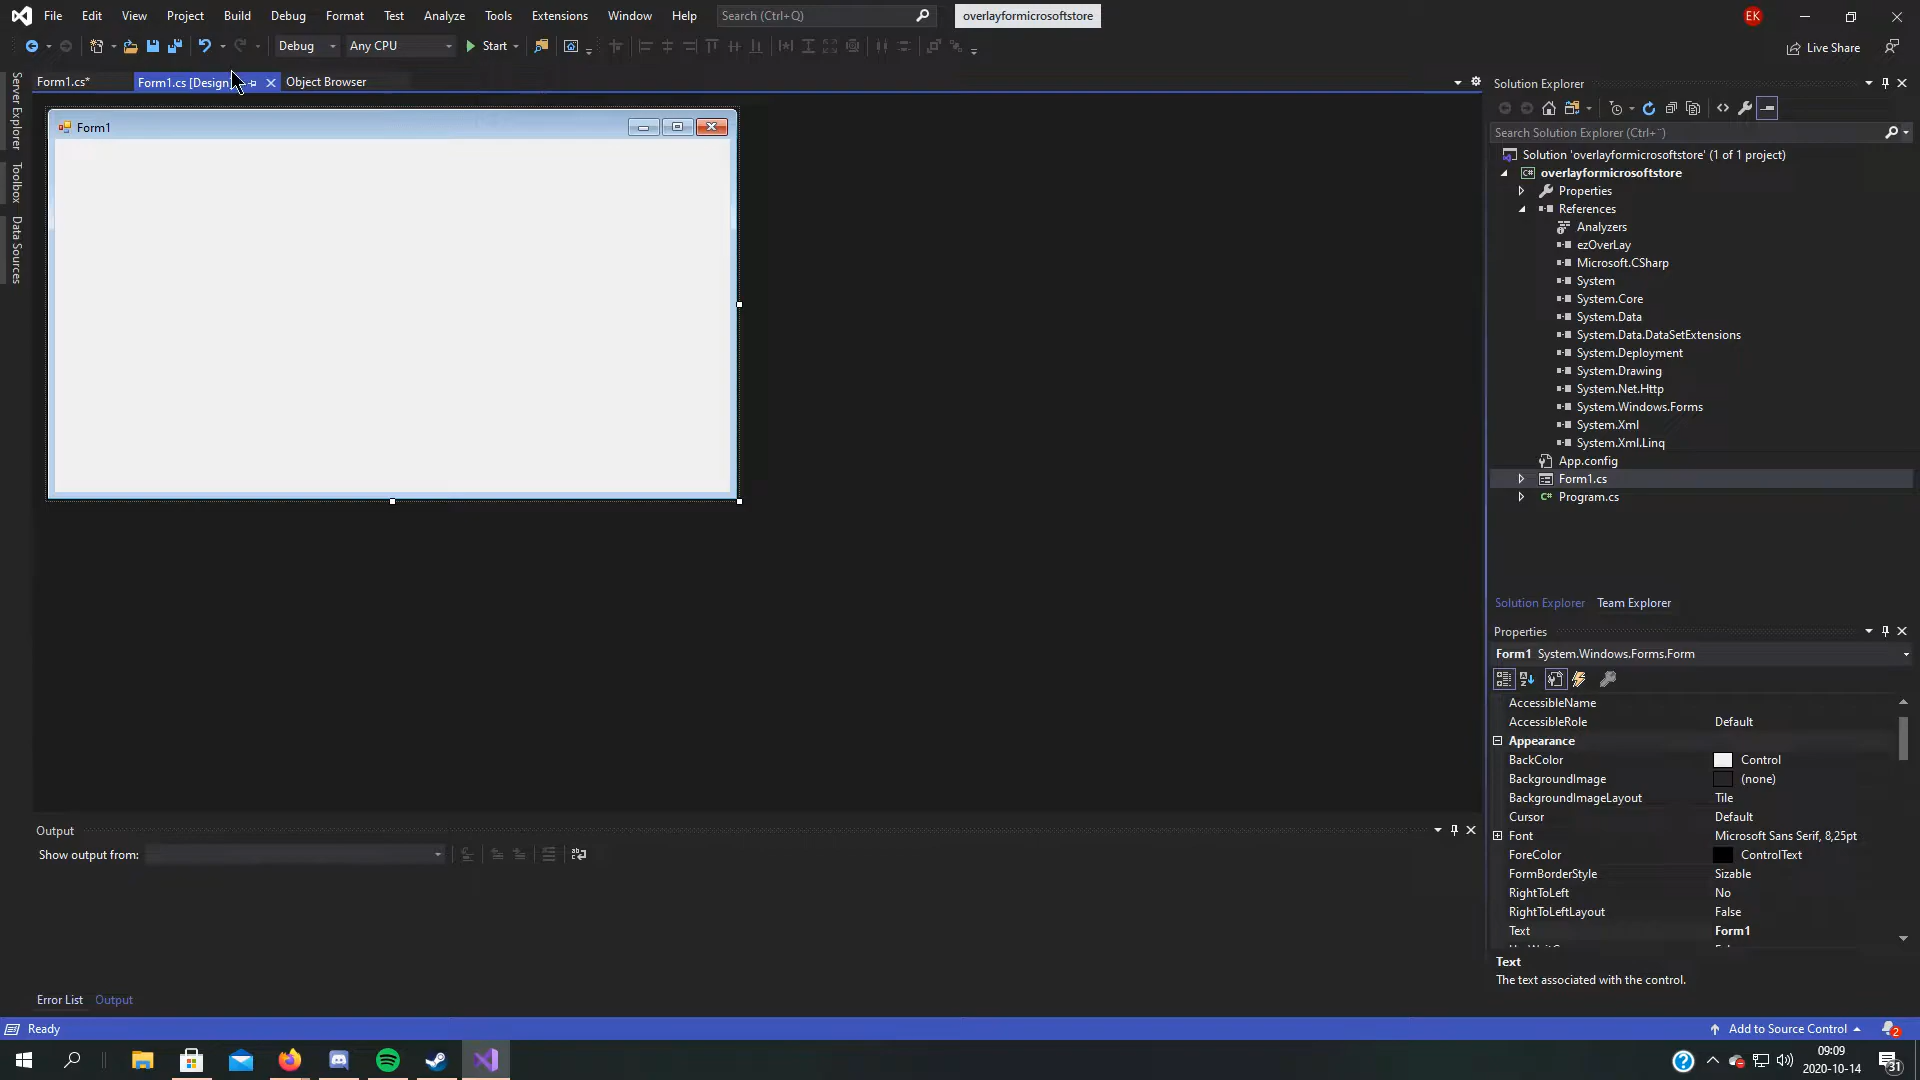 File Edit View Project Build Debug Format Test Analyze Tools Extensions Window Help Search (Ctrl+Q) overlayformicrosoftstore EK
Debug Any CPU Start Live Share
Form1.cs* Form1.cs [Design] Object Browser
Server Explorer
Toolbox
Data Sources
Form1
Solution Explorer
Search Solution Explorer (Ctrl+¨)
Solution 'overlayformicrosoftstore' (1 of 1 project)
overlayformicrosoftstore
Properties
References
Analyzers
ezOverLay
Microsoft.CSharp
System
System.Core
System.Data
System.Data.DataSetExtensions
System.Deployment
System.Drawing
System.Net.Http
System.Windows.Forms
System.Xml
System.Xml.Linq
App.config
Form1.cs
Program.cs
Solution Explorer Team Explorer
Properties
Form1 System.Windows.Forms.Form
AccessibleName
AccessibleRole Default
Appearance
BackColor Control
BackgroundImage (none)
BackgroundImageLayout Tile
Cursor Default
Font Microsoft Sans Serif, 8,25pt
ForeColor ControlText
FormBorderStyle Sizable
RightToLeft No
RightToLeftLayout False
Text Form1
Text
The text associated with the control.
Output
Show output from:
Error List Output
Ready Add to Source Control 2
09:09
2020-10-14
31